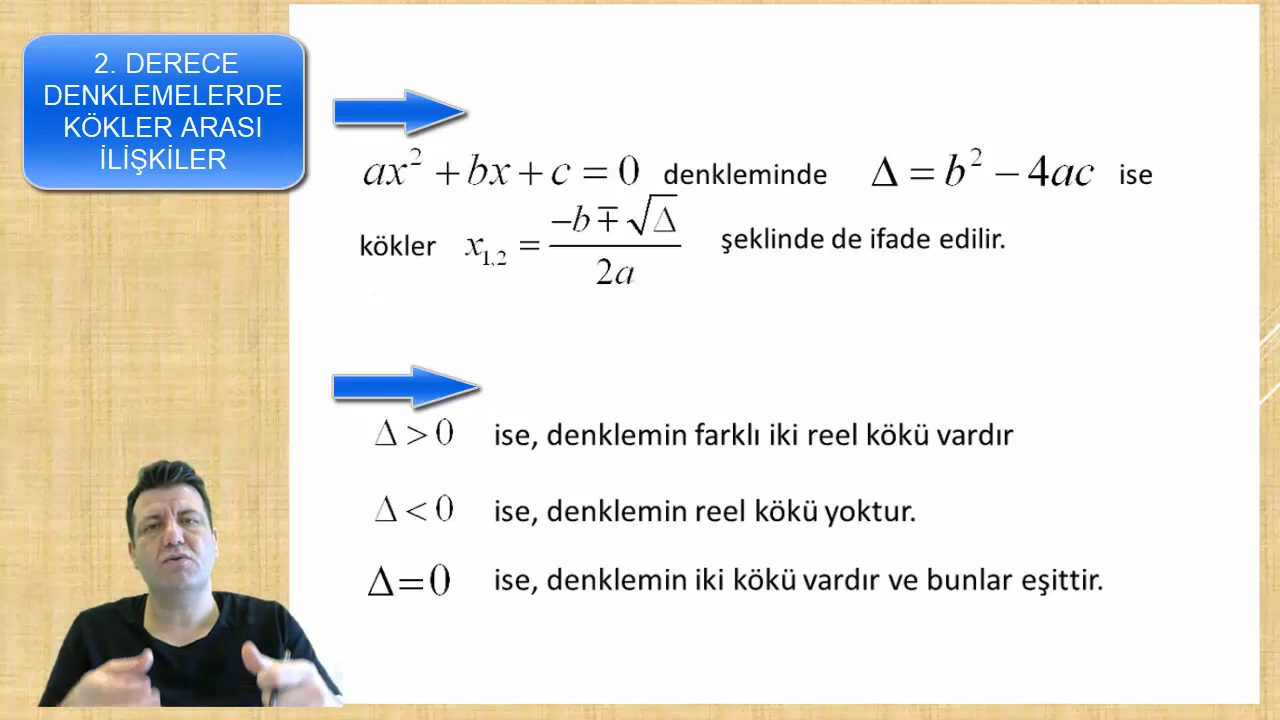 2. DERECE
DENKLEMELERDE
KÖKLER ARASI
İLİŞKİLER
ax² + bx + c = 0 denkleminde Δ = b² − 4ac ise
kökler x₁,₂ = (−b ∓ √Δ) / 2a şeklinde de ifade edilir.
Δ > 0 ise, denklemin farklı iki reel kökü vardır
Δ < 0 ise, denklemin reel kökü yoktur.
Δ = 0 ise, denklemin iki kökü vardır ve bunlar eşittir.